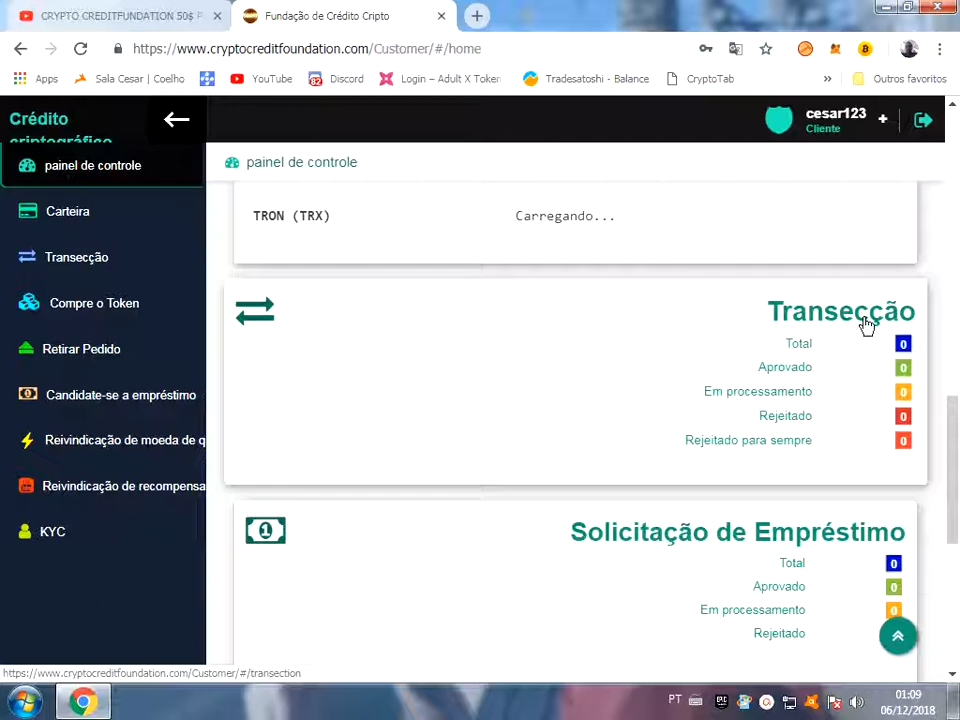 CRYPTO CREDITFUNDATION 50$ P
Fundação de Crédito Cripto
https://www.cryptocreditfoundation.com/Customer/#/home
Apps
Sala Cesar | Coelho
YouTube
82
Discord
Login – Adult X Token
Tradesatoshi - Balance
CryptoTab
»
Outros favoritos
Crédito
criptográfico
cesar123
Cliente
painel de controle
painel de controle
Carteira
Transecção
Compre o Token
Retirar Pedido
Candidate-se a empréstimo
Reivindicação de moeda de q
Reivindicação de recompensa
KYC
TRON (TRX)
Carregando...
Transecção
Total 0
Aprovado 0
Em processamento 0
Rejeitado 0
Rejeitado para sempre 0
Solicitação de Empréstimo
Total 0
Aprovado 0
Em processamento 0
Rejeitado
https://www.cryptocreditfoundation.com/Customer/#/transection
PT
01:09
06/12/2018